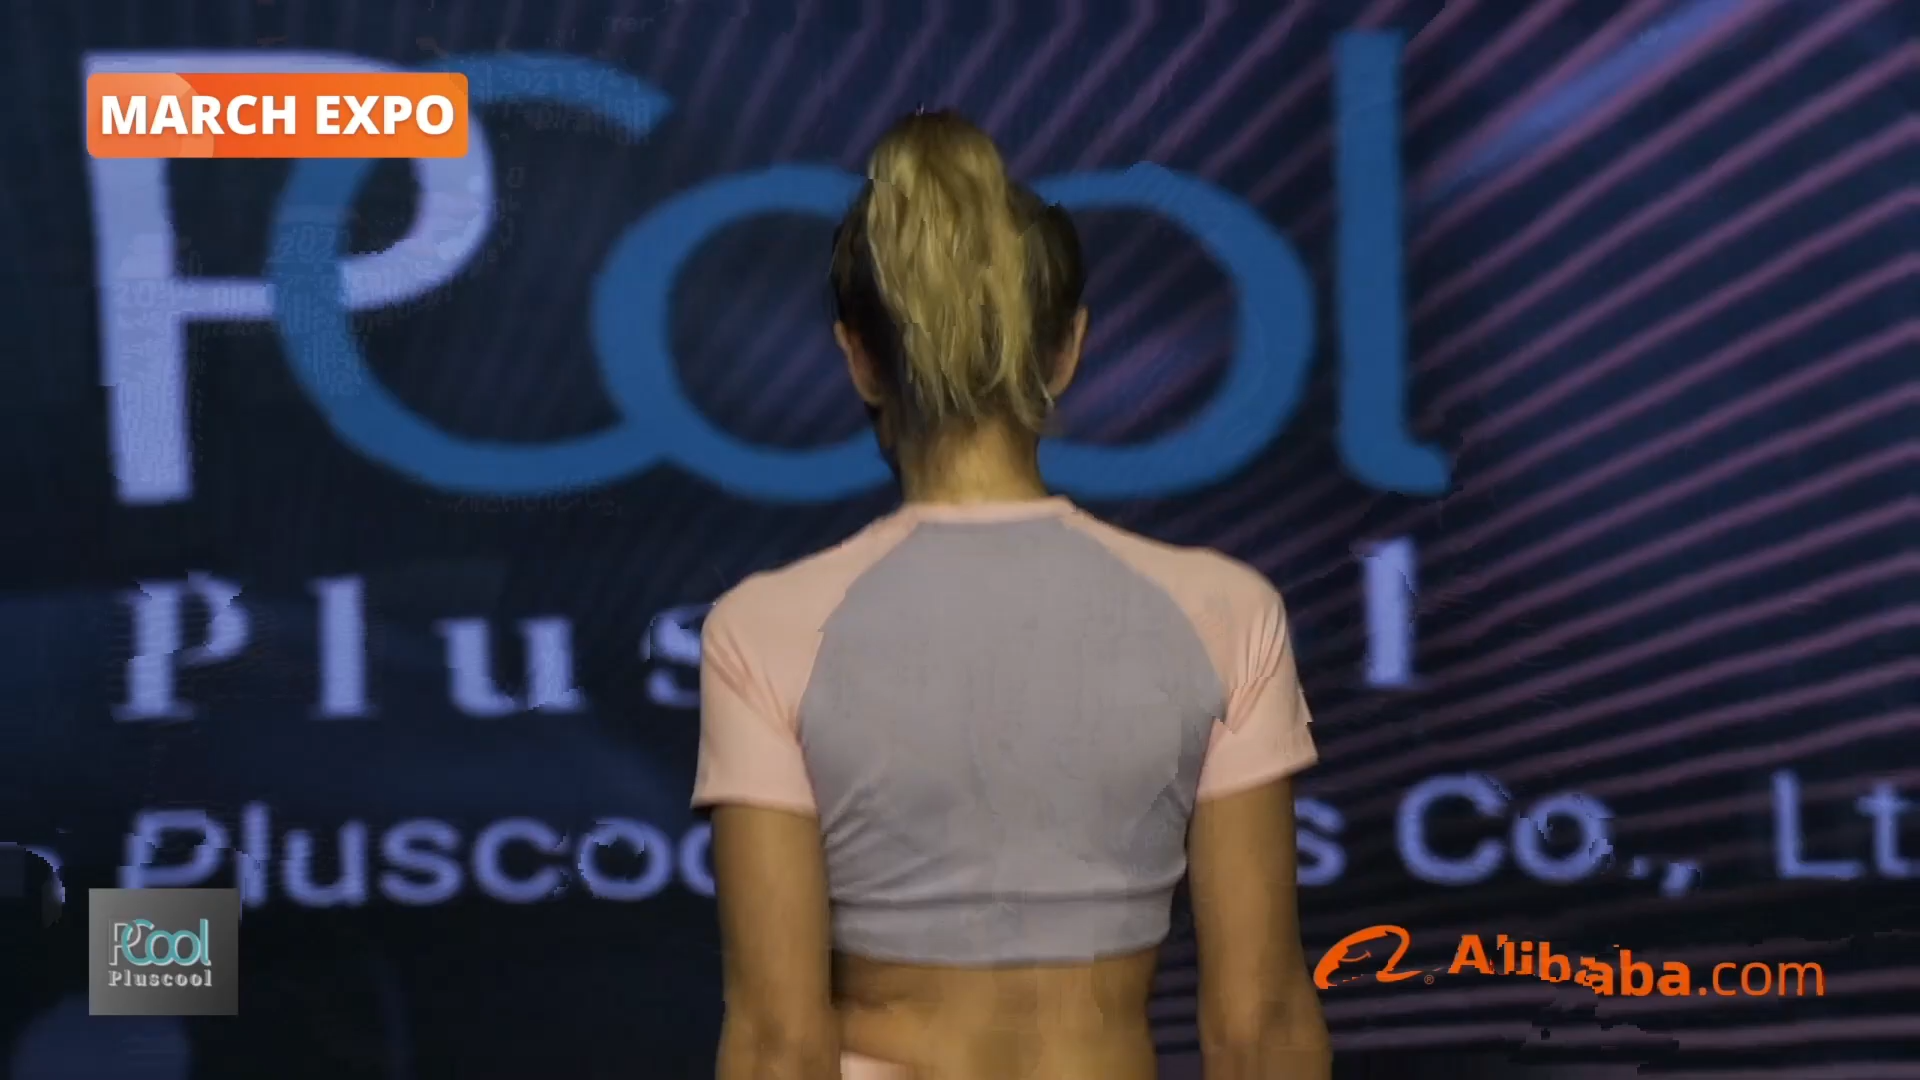 MARCH EXPO
PCool
Plus l
Pluscoo s Co., Lt
PCool
Pluscool
Alibaba.com